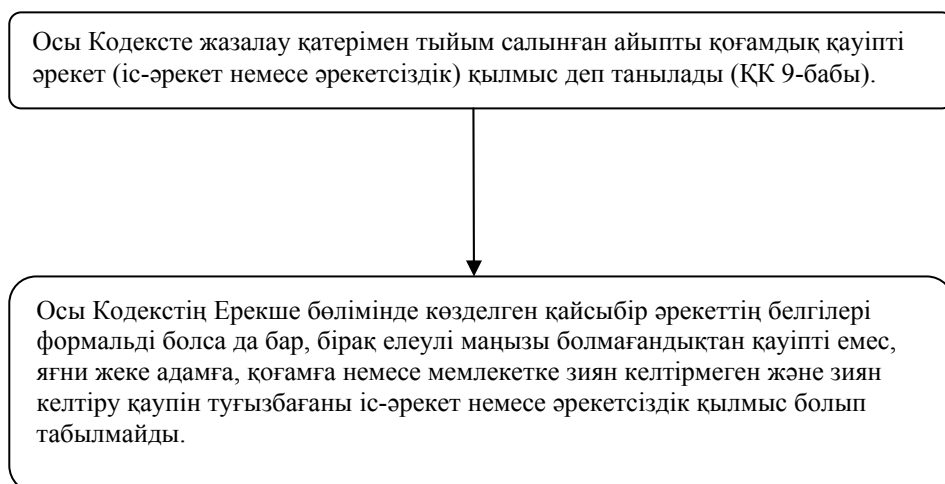 Осы Кодексте жазалау қатерімен тыйым салынған айыпты қоғамдық қауіпті
әрекет (іс-әрекет немесе әрекетсіздік) қылмыс деп танылады (ҚК 9-бабы).
Осы Кодекстің Ерекше бөлімінде көзделген қайсыбір әрекеттің белгілері
формальді болса да бар, бірақ елеулі маңызы болмағандықтан қауіпті емес,
яғни жеке адамға, қоғамға немесе мемлекетке зиян келтірмеген және зиян
келтіру қаупін туғызбағаны іс-әрекет немесе әрекетсіздік қылмыс болып
табылмайды.